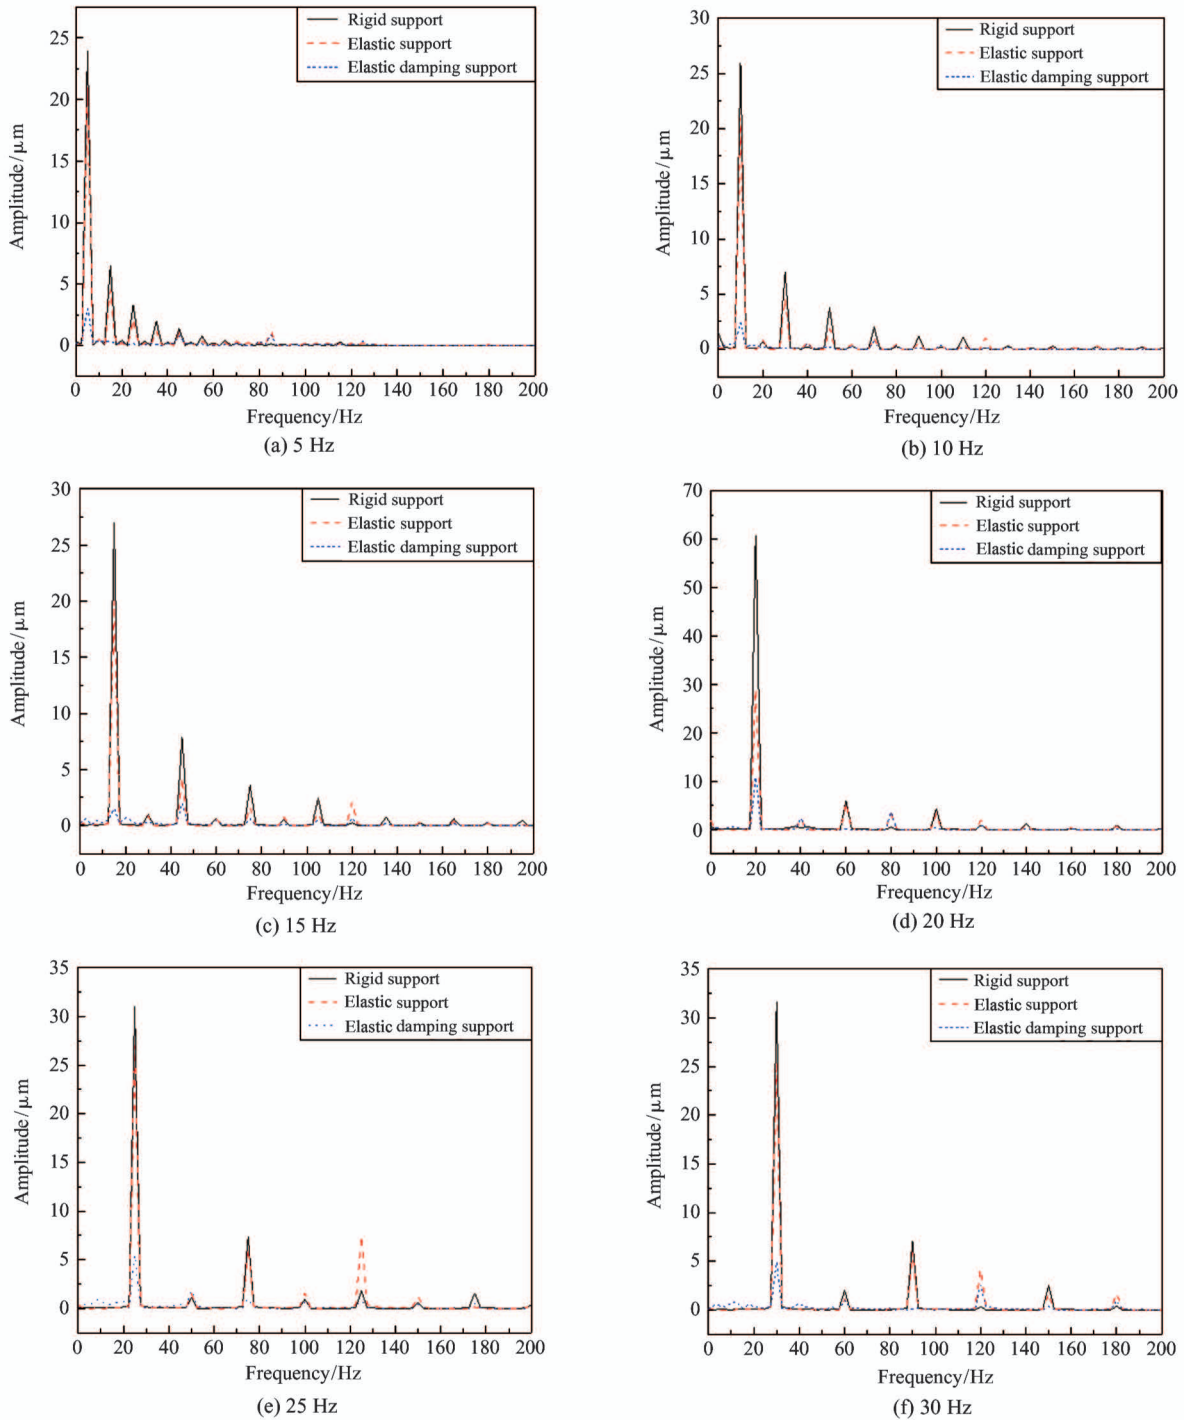 Rigid support
Elastic support
Elastic damping support
25
20
15
10
5
0
Amplitude/μm
0 20 40 60 80 100 120 140 160 180 200
Frequency/Hz
(a) 5 Hz
Rigid support
Elastic support
Elastic damping support
30
25
20
15
10
5
0
Amplitude/μm
0 20 40 60 80 100 120 140 160 180 200
Frequency/Hz
(b) 10 Hz
Rigid support
Elastic support
Elastic damping support
30
25
20
15
10
5
0
Amplitude/μm
0 20 40 60 80 100 120 140 160 180 200
Frequency/Hz
(c) 15 Hz
Rigid support
Elastic support
Elastic damping support
70
60
50
40
30
20
10
0
Amplitude/μm
0 20 40 60 80 100 120 140 160 180 200
Frequency/Hz
(d) 20 Hz
Rigid support
Elastic support
Elastic damping support
35
30
25
20
15
10
5
0
Amplitude/μm
0 20 40 60 80 100 120 140 160 180 200
Frequency/Hz
(e) 25 Hz
Rigid support
Elastic support
Elastic damping support
35
30
25
20
15
10
5
0
Amplitude/μm
0 20 40 60 80 100 120 140 160 180 200
Frequency/Hz
(f) 30 Hz